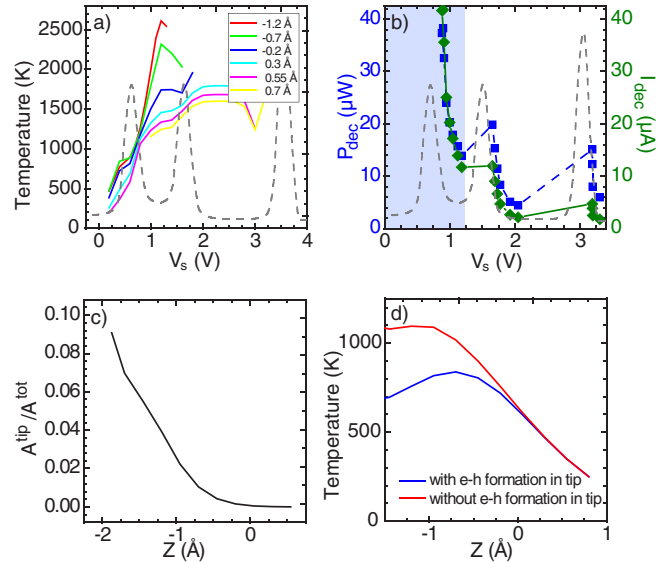 a)
-1.2 Å
-0.7 Å
-0.2 Å
0.3 Å
0.55 Å
0.7 Å
2500
2000
1500
1000
500
0
Temperature (K)
0 1 2 3 4
Vs (V)
b)
40
30
20
10
0
Pdec (µW)
40
30
20
10
0
Idec (µA)
0 1 2 3
Vs (V)
c)
0.10
0.08
0.06
0.04
0.02
0.00
A^tip/A^tot
-2 -1 0
Z (Å)
d)
1000
500
0
Temperature (K)
with e-h formation in tip
without e-h formation in tip
-1 0 1
Z (Å)